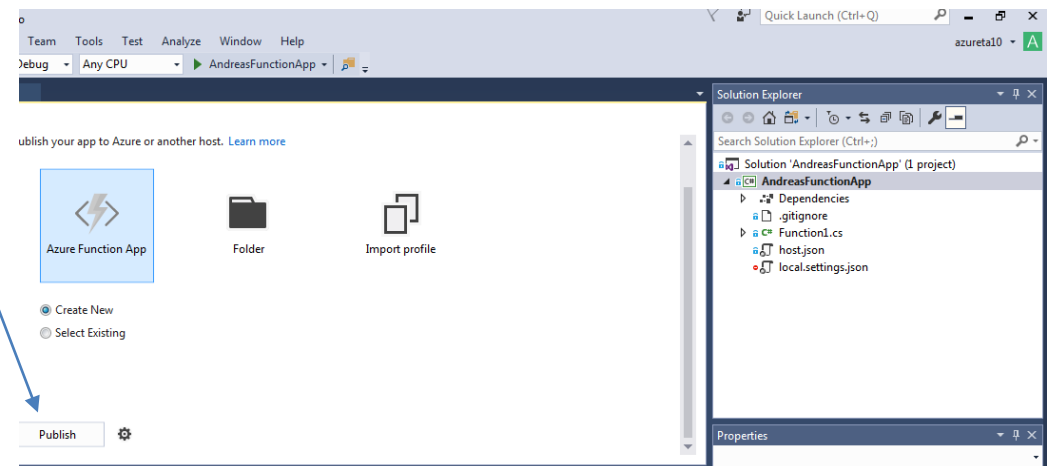 o
Quick Launch (Ctrl+Q)
Team Tools Test Analyze Window Help
azureta10
A
Debug Any CPU AndreasFunctionApp
Solution Explorer
Search Solution Explorer (Ctrl+;)
ublish your app to Azure or another host. Learn more
Solution 'AndreasFunctionApp' (1 project)
C# AndreasFunctionApp
Dependencies
.gitignore
C# Function1.cs
host.json
local.settings.json
Azure Function App
Folder
Import profile
Create New
Select Existing
Publish
Properties